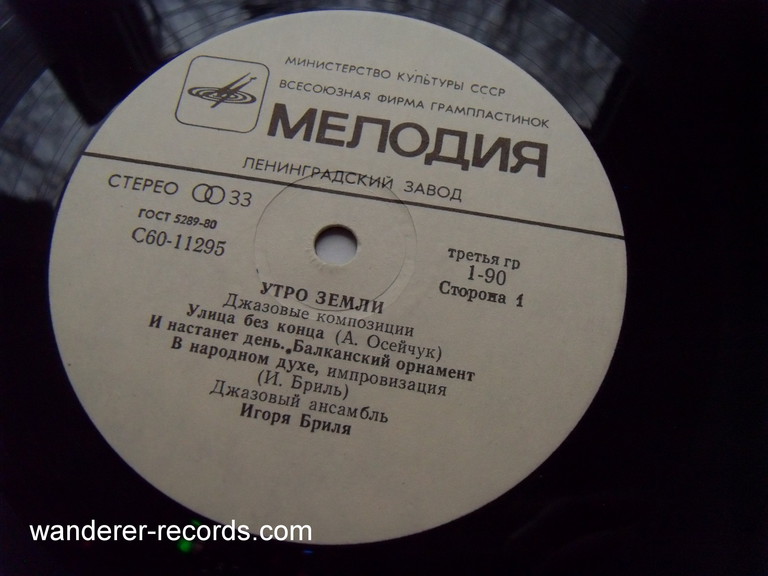 МИНИСТЕРСТВО КУЛЬТУРЫ СССР
ВСЕСОЮЗНАЯ ФИРМА ГРАМПЛАСТИНОК
МЕЛОДИЯ
ЛЕНИНГРАДСКИЙ ЗАВОД
СТЕРЕО 33
ГОСТ 5289-80
С60-11295
третья гр
1-90
Сторона 1
УТРО ЗЕМЛИ
Джазовые композиции
Улица без конца (А. Осейчук)
И настанет день. Балканский орнамент
В народном духе, импровизация
(И. Бриль)
Джазовый ансамбль
Игоря Бриля
wanderer-records.com